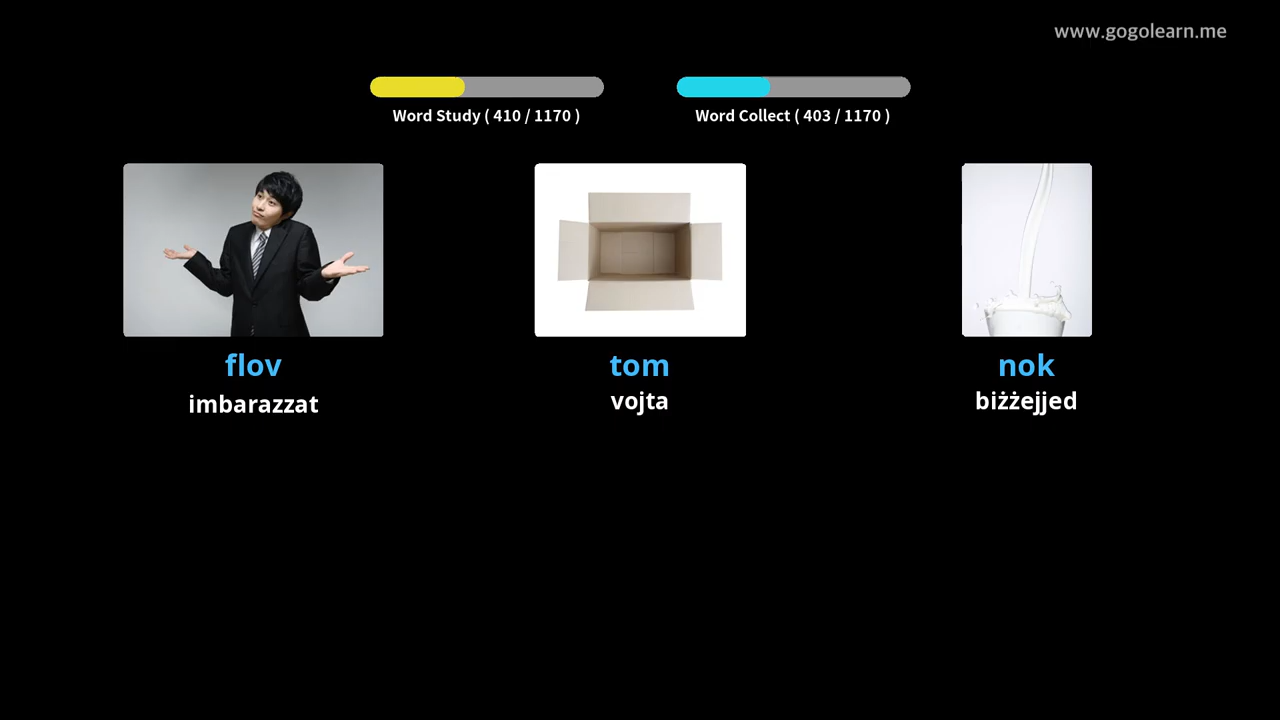 www.gogolearn.me
Word Study ( 410 / 1170 )
Word Collect ( 403 / 1170 )
flov
imbarazzat
tom
vojta
nok
biżżejjed